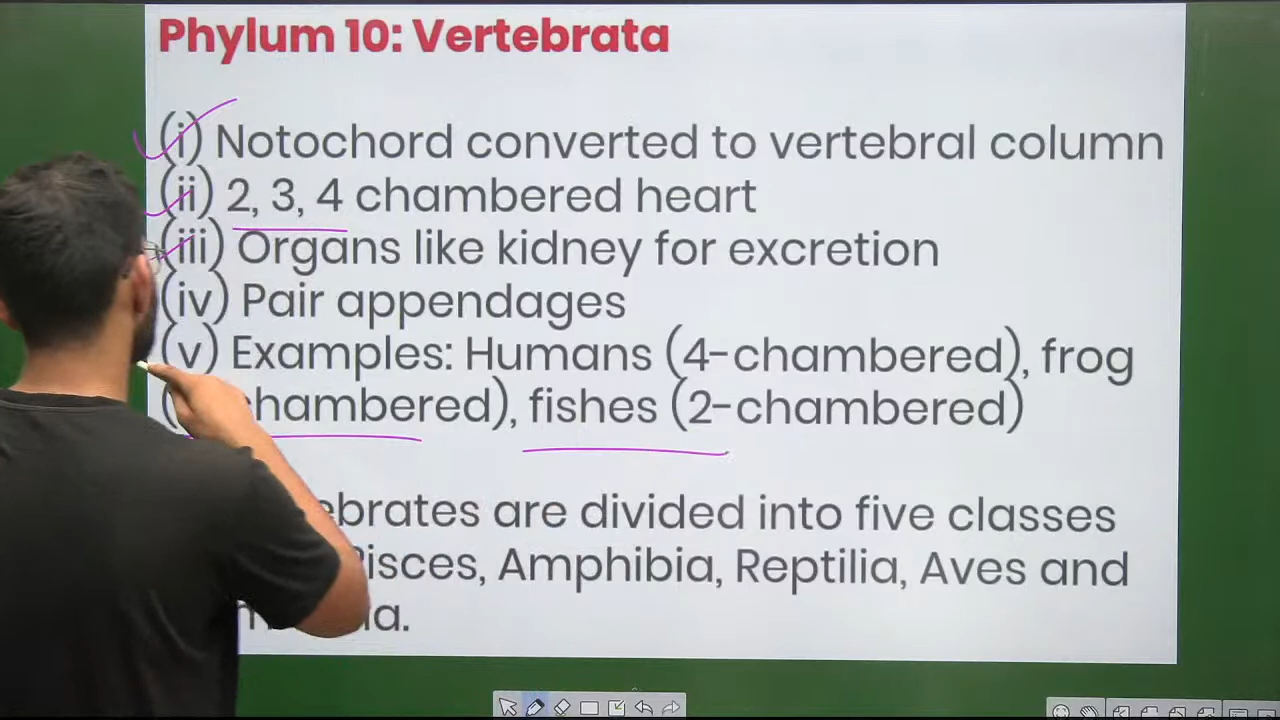 Phylum 10: Vertebrata
(i) Notochord converted to vertebral column
(ii) 2, 3, 4 chambered heart
(iii) Organs like kidney for excretion
(iv) Pair appendages
(v) Examples: Humans (4-chambered), frog
hambered), fishes (2-chambered)
ebrates are divided into five classes
isces, Amphibia, Reptilia, Aves and
ia.